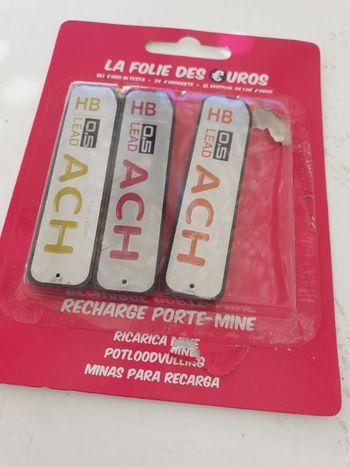 LA FOLIE DES €UROS
HB
0.5
LEAD
ACH
HB
0.5
LEAD
ACH
HB
0.5
LEAD
ACH
RECHARGE PORTE-MINE
RICARICA MINE
POTLOODVULLING
MINAS PARA RECARGA